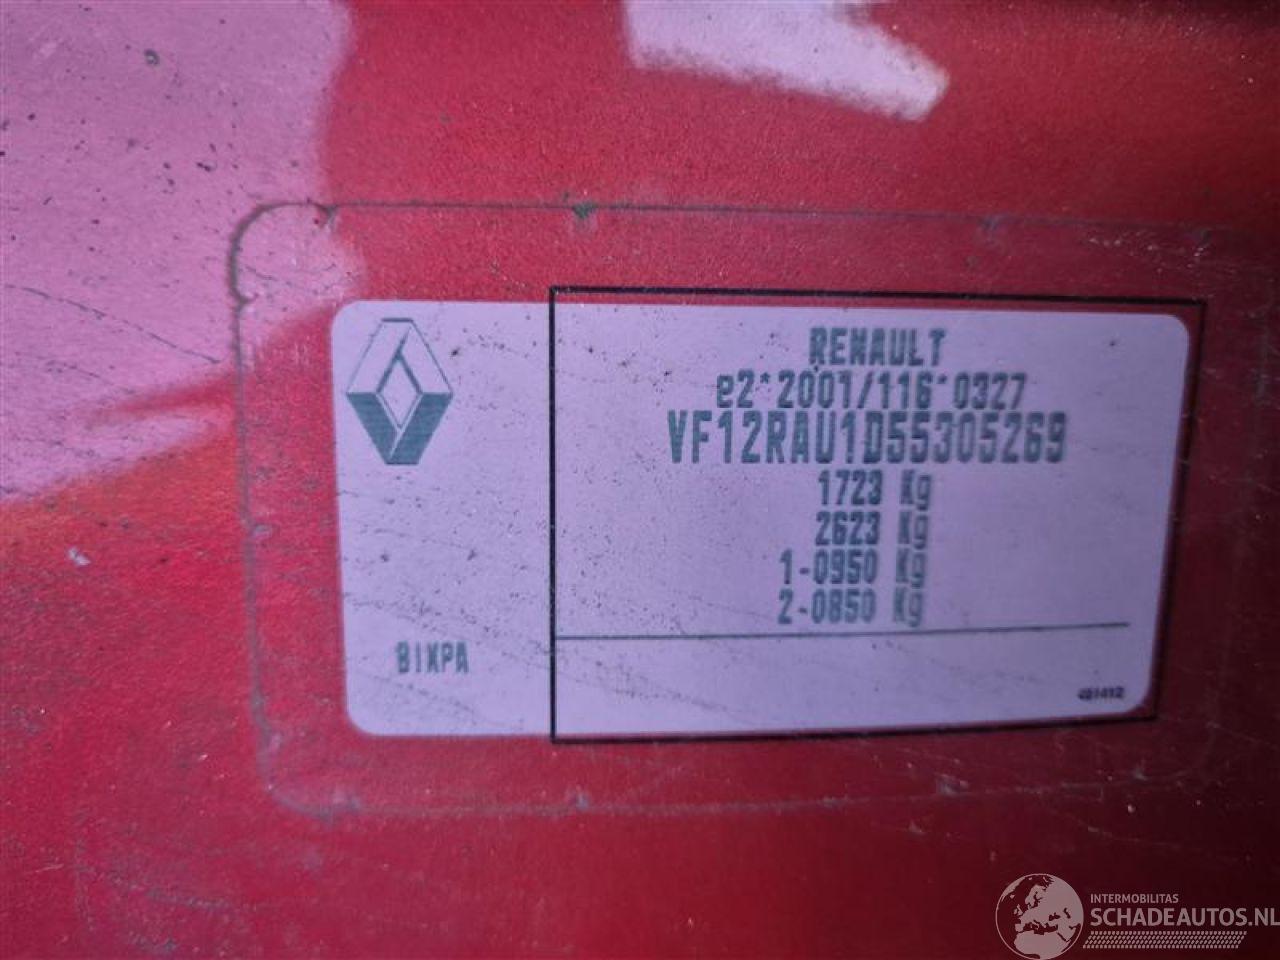 RENAULT
e2*2001/116*0327
VF12RAU1D55305269
1723 Kg
2623 Kg
1-0950 Kg
2-0850 Kg
BIXPA
481412
INTERMOBILITAS
SCHADEAUTOS.NL